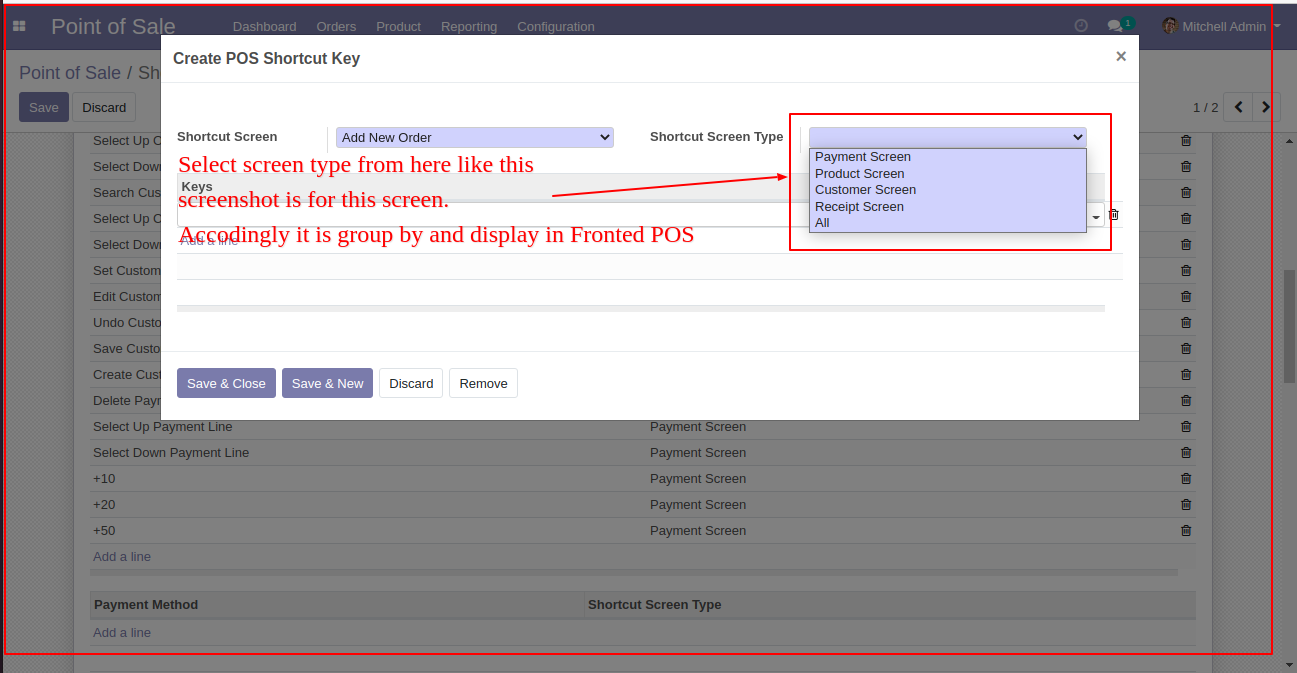 Point of Sale Dashboard Orders Product Reporting Configuration 1 Mitchell Admin
Point of Sale / Sh
Create POS Shortcut Key ×
Save Discard 1 / 2
Shortcut Screen Add New Order Shortcut Screen Type
Payment Screen
Product Screen
Customer Screen
Receipt Screen
All
Select screen type from here like this
Keys
screenshot is for this screen.
Accodingly it is group by and display in Fronted POS
Add a line
Save & Close Save & New Discard Remove
Select Up C
Select Down
Search Cus
Select Up C
Select Down
Set Custom
Edit Custom
Undo Custo
Save Custo
Create Cust
Delete Payr
Select Up Payment Line Payment Screen
Select Down Payment Line Payment Screen
+10 Payment Screen
+20 Payment Screen
+50 Payment Screen
Add a line
Payment Method Shortcut Screen Type
Add a line